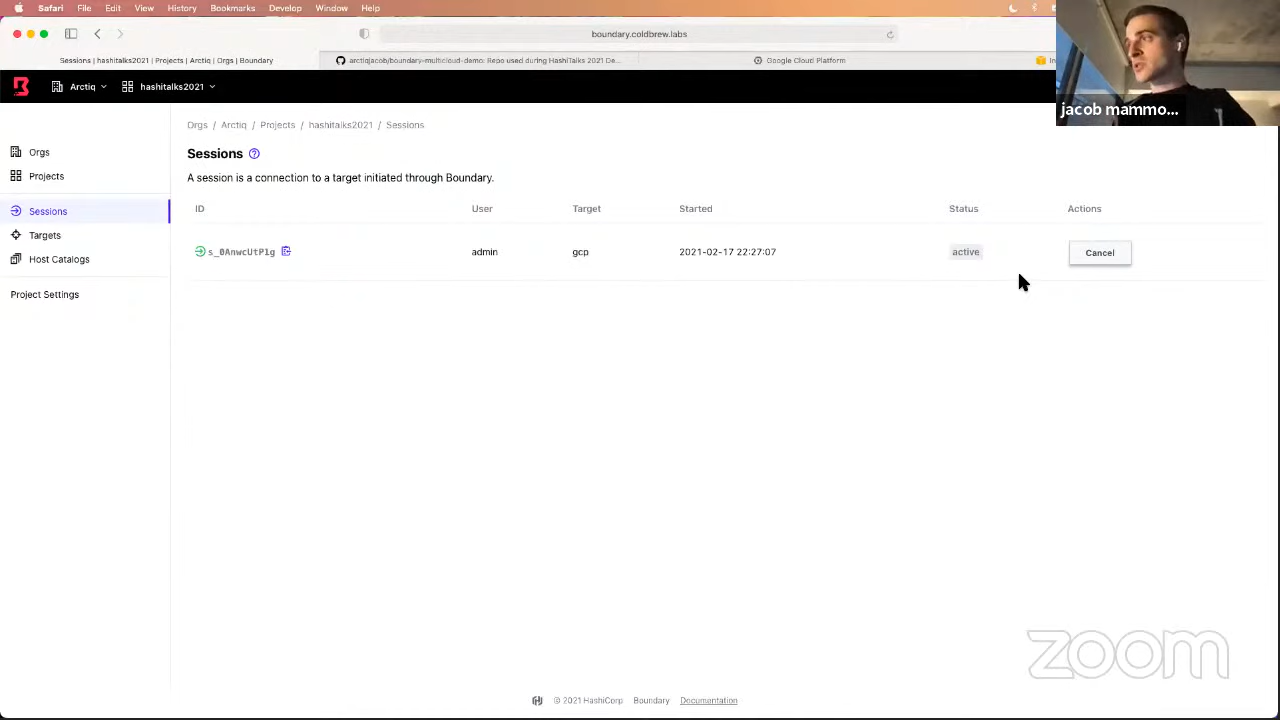 Safari File Edit View History Bookmarks Develop Window Help
boundary.coldbrew.labs
Sessions | hashitalks2021 | Projects | Arctiq | Orgs | Boundary
arctiqjacob/boundary-multicloud-demo: Repo used during HashiTalks 2021 De...
Google Cloud Platform
In
jacob mammo...
Arctiq
hashitalks2021
Orgs / Arctiq / Projects / hashitalks2021 / Sessions
Orgs
Projects
Sessions
Targets
Host Catalogs
Project Settings
Sessions
A session is a connection to a target initiated through Boundary.
ID User Target Started Status Actions
s_0AnwcUtPlg admin gcp 2021-02-17 22:27:07 active Cancel
zoom
© 2021 HashiCorp Boundary Documentation